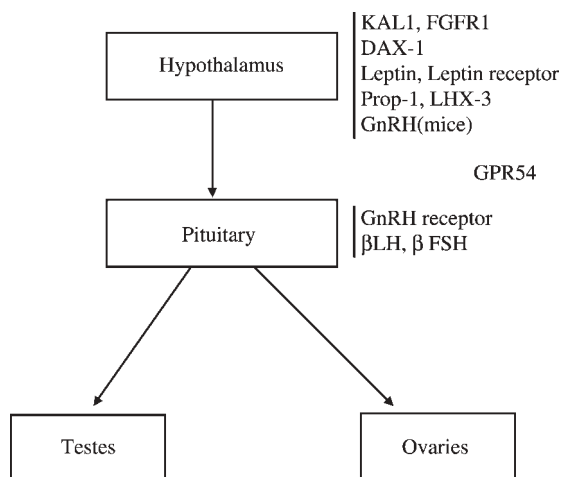 KAL1, FGFR1
DAX-1
Hypothalamus
Leptin, Leptin receptor
Prop-1, LHX-3
GnRH(mice)
GPR54
GnRH receptor
Pituitary
βLH, β FSH
Testes
Ovaries